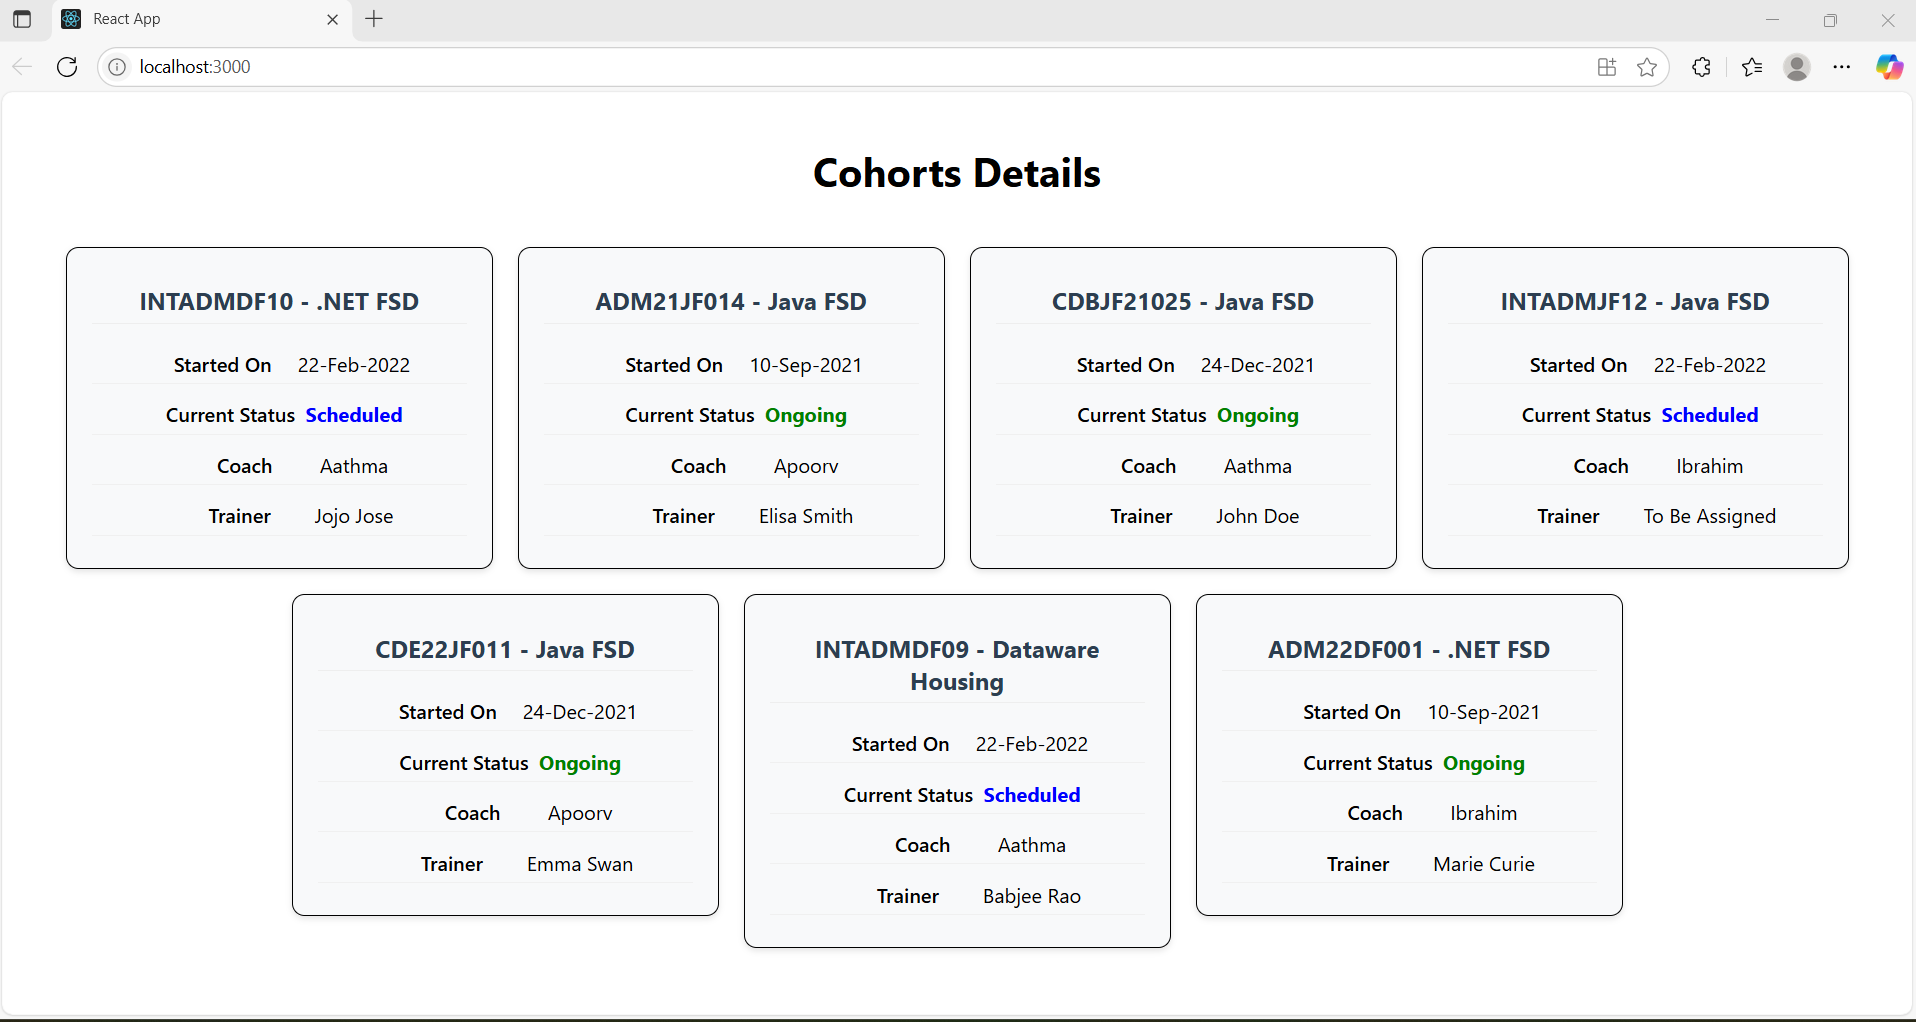 React App
localhost:3000
Cohorts Details
INTADMDF10 - .NET FSD
Started On 22-Feb-2022
Current Status Scheduled
Coach Aathma
Trainer Jojo Jose
ADM21JF014 - Java FSD
Started On 10-Sep-2021
Current Status Ongoing
Coach Apoorv
Trainer Elisa Smith
CDBJF21025 - Java FSD
Started On 24-Dec-2021
Current Status Ongoing
Coach Aathma
Trainer John Doe
INTADMJF12 - Java FSD
Started On 22-Feb-2022
Current Status Scheduled
Coach Ibrahim
Trainer To Be Assigned
CDE22JF011 - Java FSD
Started On 24-Dec-2021
Current Status Ongoing
Coach Apoorv
Trainer Emma Swan
INTADMDF09 - Dataware
Housing
Started On 22-Feb-2022
Current Status Scheduled
Coach Aathma
Trainer Babjee Rao
ADM22DF001 - .NET FSD
Started On 10-Sep-2021
Current Status Ongoing
Coach Ibrahim
Trainer Marie Curie